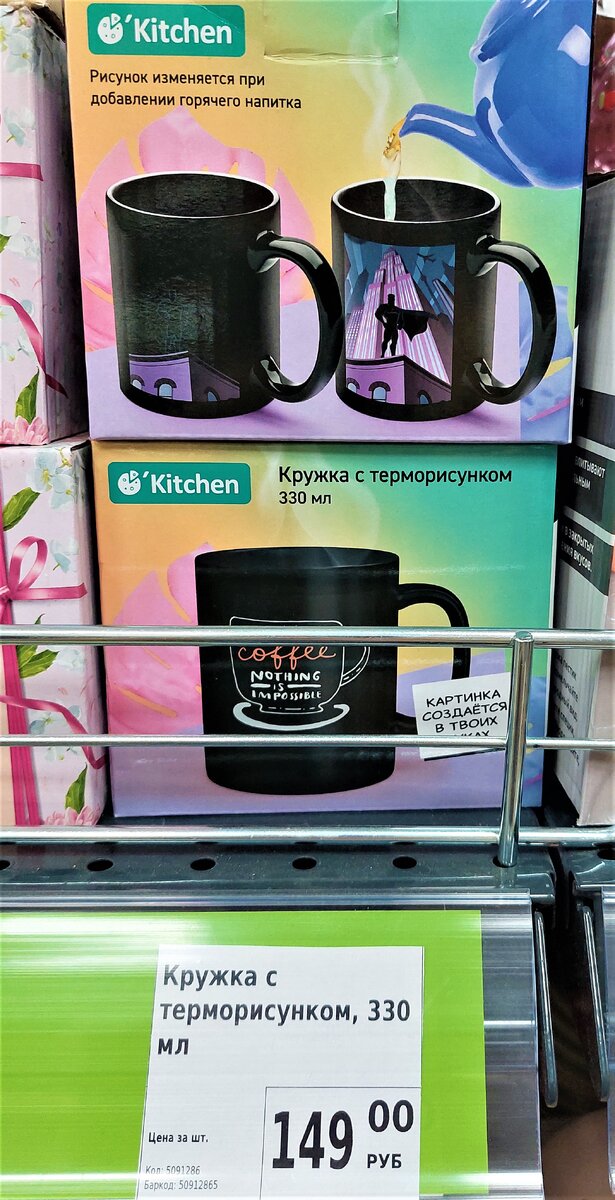 'Kitchen
Рисунок изменяется при
добавлении горячего напитка
'Kitchen
Кружка с терморисунком
330 мл
coffee
NOTHING
IS
IMPOSSIBLE
КАРТИНКА
СОЗДАЁТСЯ
В ТВОИХ
в закрытых
Кружка с
терморисунком, 330
мл
Цена за шт.
149 00
РУБ
Код: 5091286
Баркод: 50912865